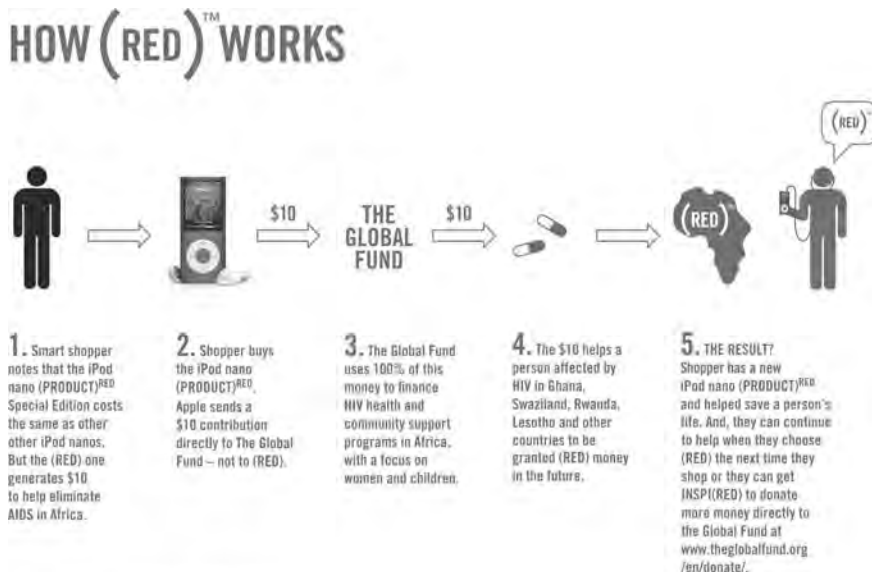 HOW (RED)™ WORKS
(RED)™
$10
THE
GLOBAL
FUND
$10
(RED)™
1. Smart shopper
notes that the iPod
nano (PRODUCT)RED
Special Edition costs
the same as other
other iPod nanos.
But the (RED) one
generates $10
to help eliminate
AIDS in Africa.
2. Shopper buys
the iPod nano
(PRODUCT)RED.
Apple sends a
$10 contribution
directly to The Global
Fund – not to (RED).
3. The Global Fund
uses 100% of this
money to finance
HIV health and
community support
programs in Africa,
with a focus on
women and children.
4. The $10 helps a
person affected by
HIV in Ghana,
Swaziland, Rwanda,
Lesotho and other
countries to be
granted (RED) money
in the future.
5. THE RESULT?
Shopper has a new
iPod nano (PRODUCT)RED
and helped save a person's
life. And, they can continue
to help when they choose
(RED) the next time they
shop or they can get
INSPI(RED) to donate
more money directly to
the Global Fund at
www.theglobalfund.org
/en/donate/.